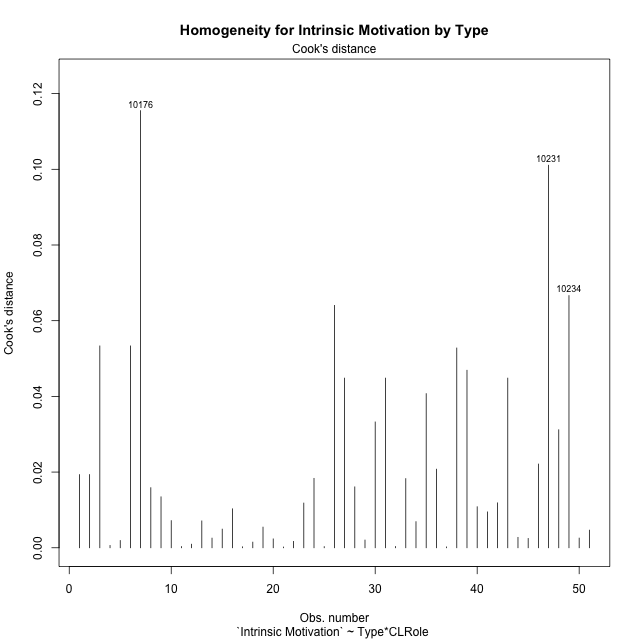 Homogeneity for Intrinsic Motivation by Type
Cook's distance
Cook's distance
0.12
0.10
0.08
0.06
0.04
0.02
0.00
10176
10231
10234
0 10 20 30 40 50
Obs. number
`Intrinsic Motivation` ~ Type*CLRole